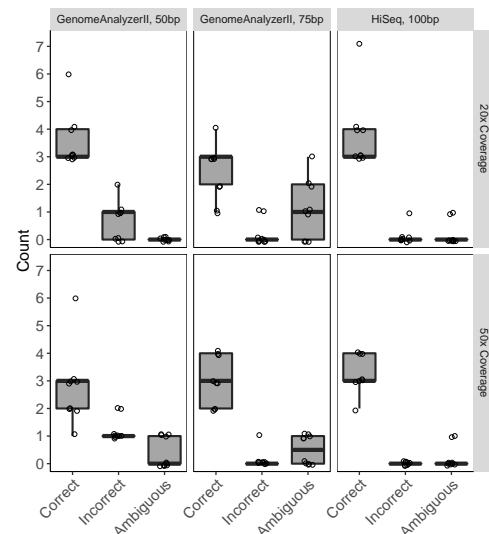 GenomeAnalyzerII, 50bp
GenomeAnalyzerII, 75bp
HiSeq, 100bp
7
6
5
4
3
2
1
0
20x Coverage
Count
7
6
5
4
3
2
1
0
50x Coverage
Correct
Incorrect
Ambiguous
Correct
Incorrect
Ambiguous
Correct
Incorrect
Ambiguous